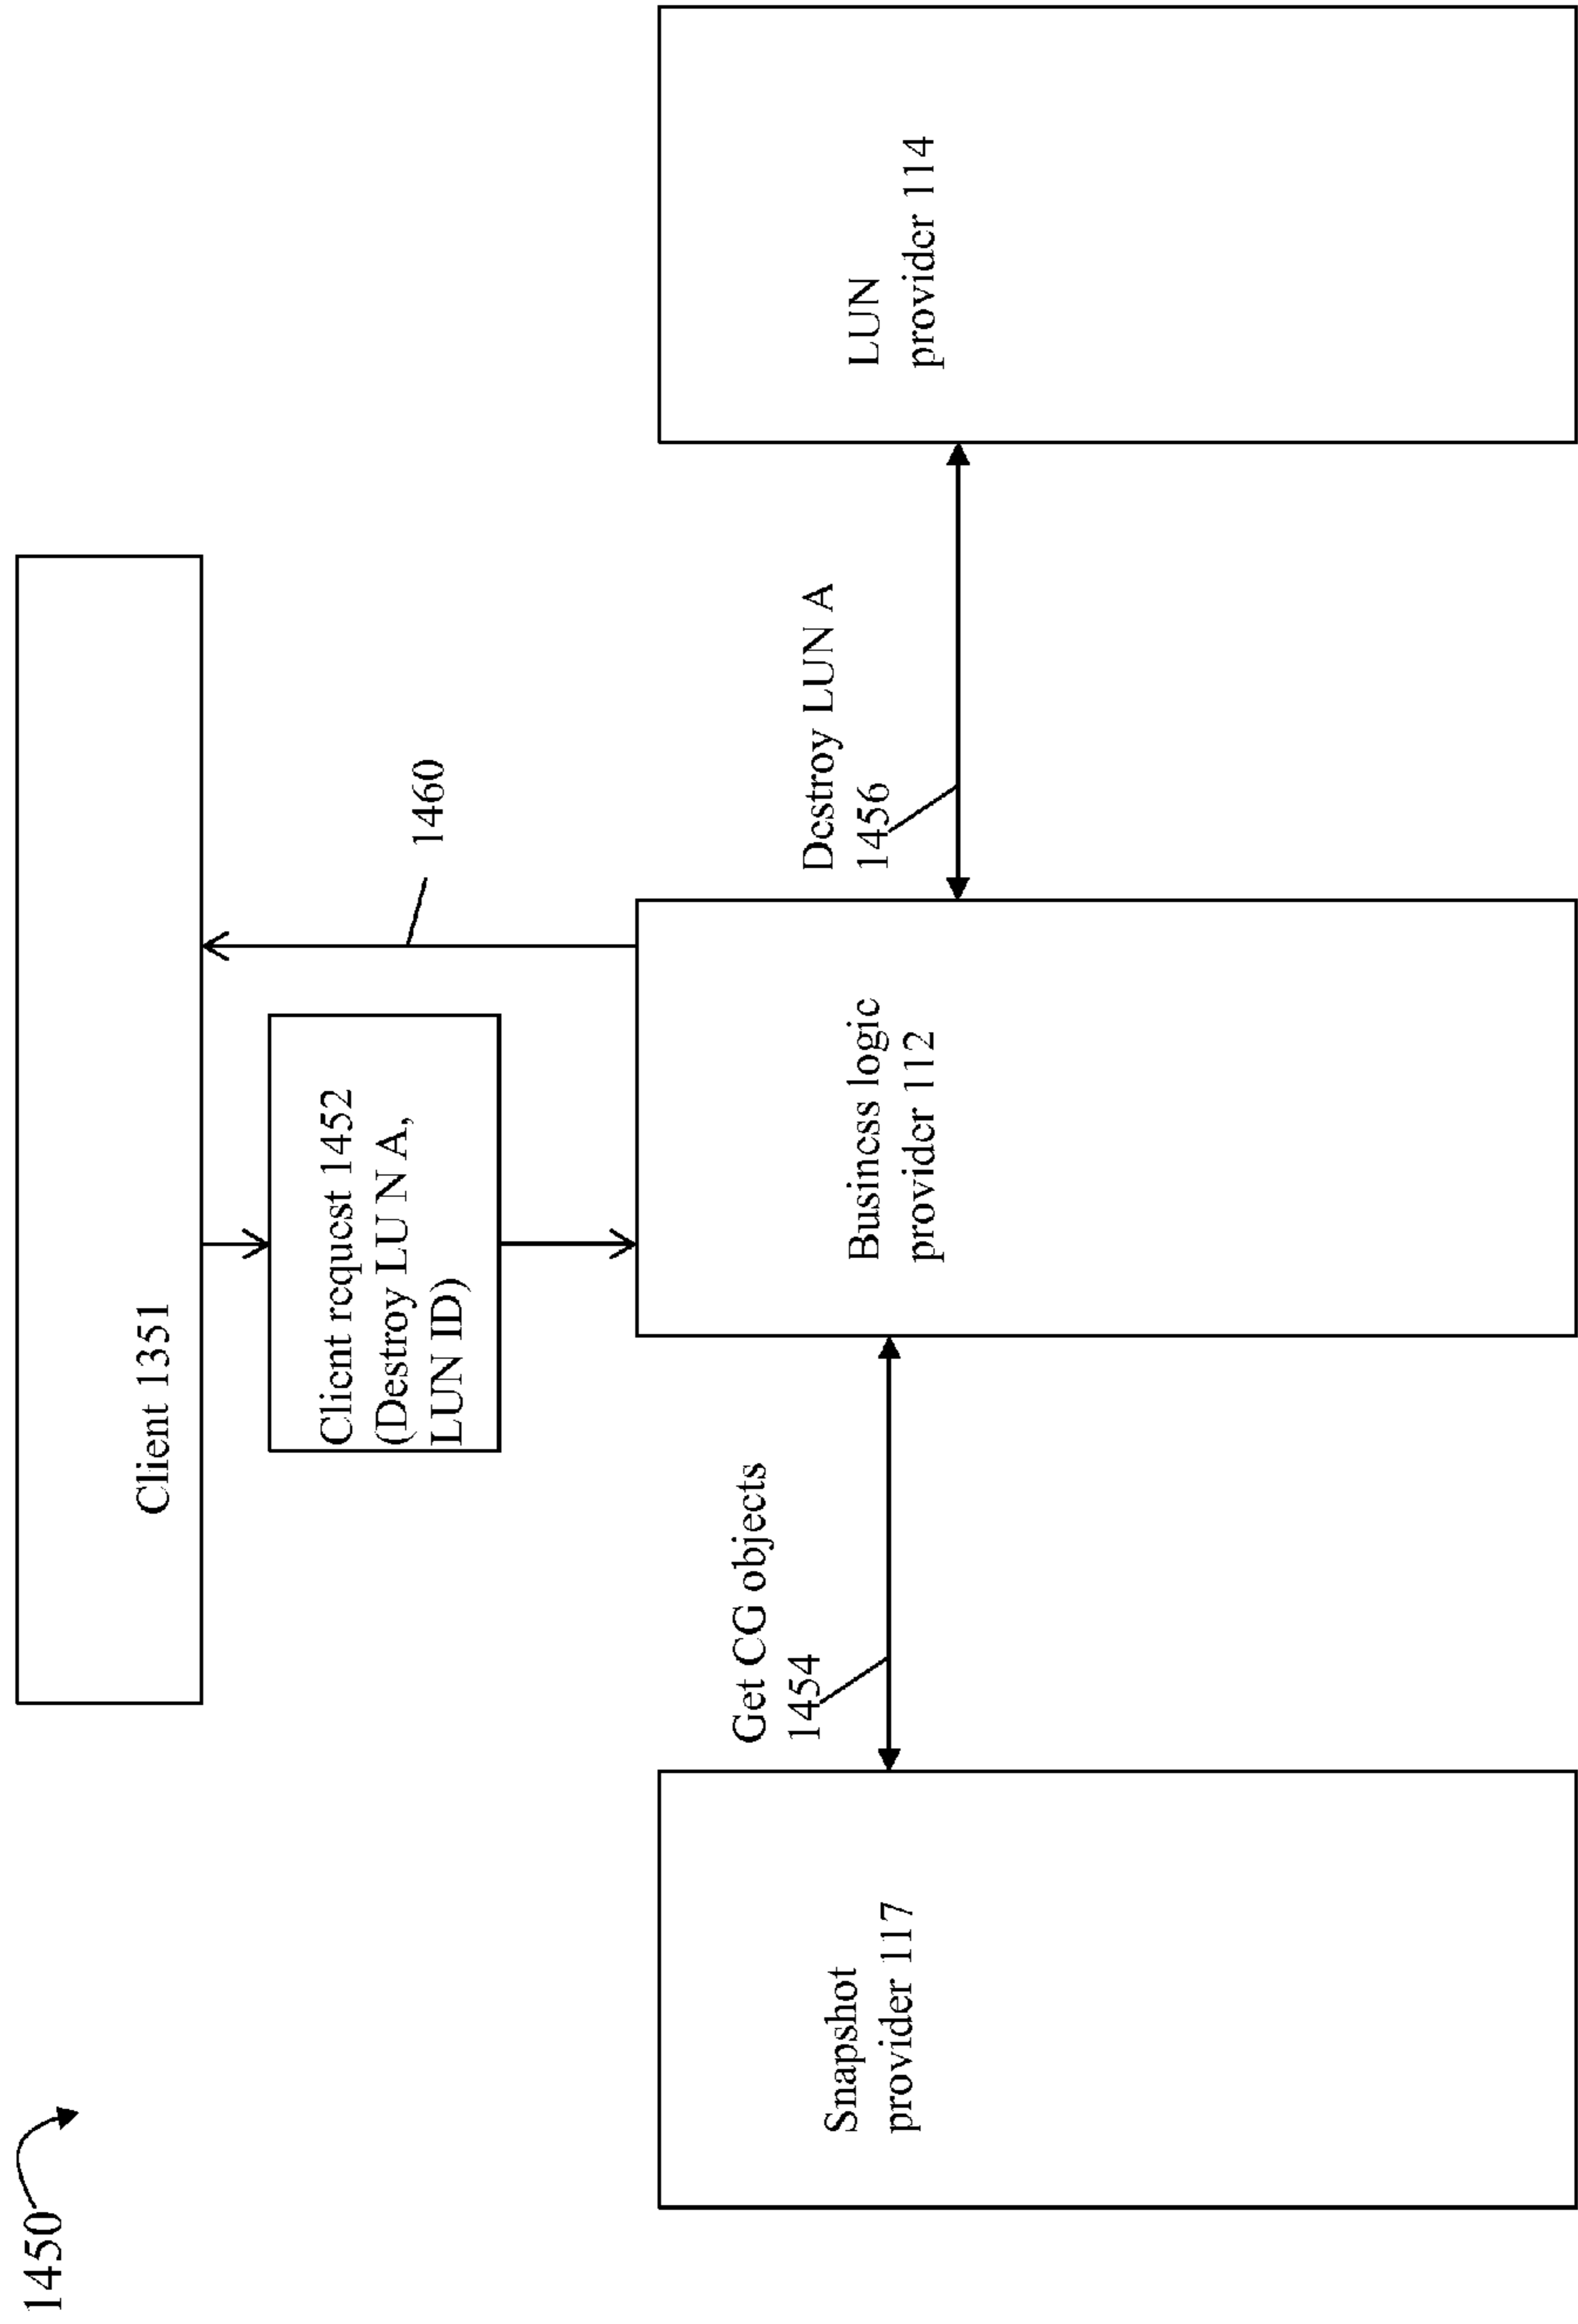 1450
Client 1351
Client request 1452
(Destroy LUN A,
LUN ID)
1460
Get CG objects
1454
Destroy LUN A
1456
Snapshot
provider 117
Business logic
provider 112
LUN
provider 114